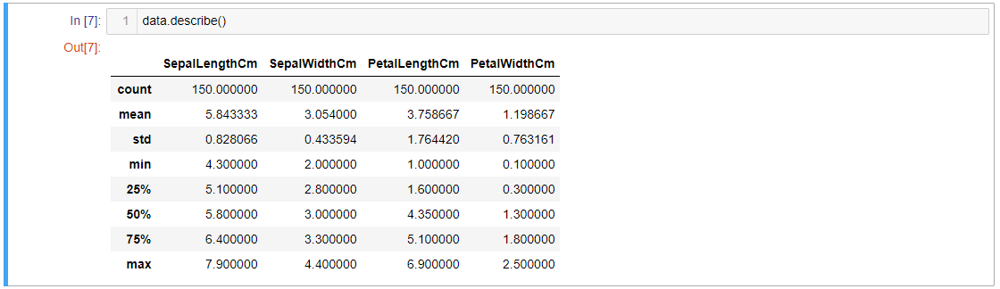 In [7]: 1 data.describe()
Out[7]:
SepalLengthCm SepalWidthCm PetalLengthCm PetalWidthCm
count 150.000000 150.000000 150.000000 150.000000
mean 5.843333 3.054000 3.758667 1.198667
std 0.828066 0.433594 1.764420 0.763161
min 4.300000 2.000000 1.000000 0.100000
25% 5.100000 2.800000 1.600000 0.300000
50% 5.800000 3.000000 4.350000 1.300000
75% 6.400000 3.300000 5.100000 1.800000
max 7.900000 4.400000 6.900000 2.500000